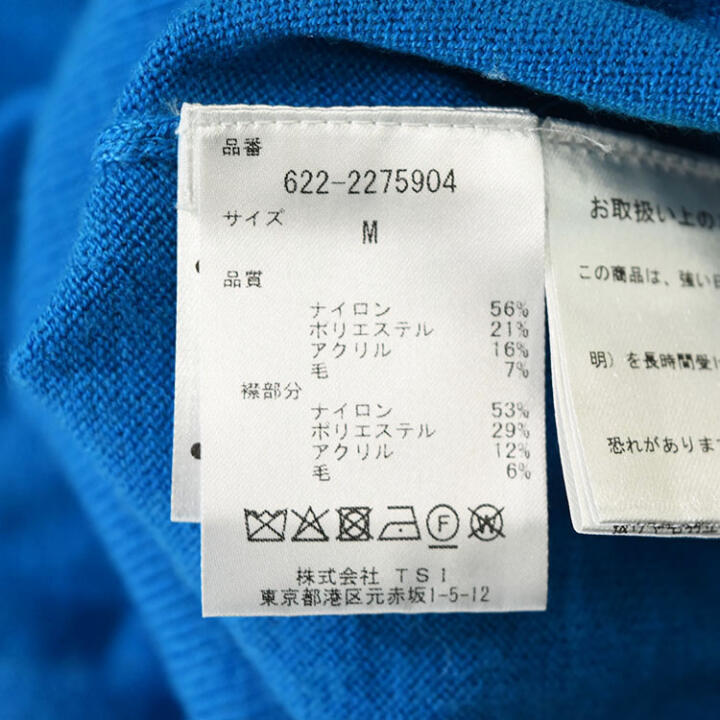 品番
622-2275904
サイズ
M
品質
ナイロン 56%
ポリエステル 21%
アクリル 16%
毛 7%
襟部分
ナイロン 53%
ポリエステル 29%
アクリル 12%
毛 6%
F
W
株式会社 TSI
東京都港区元赤坂1-5-12
お取扱い上の
この商品は、強い
明）を長時間受け
恐れがありま